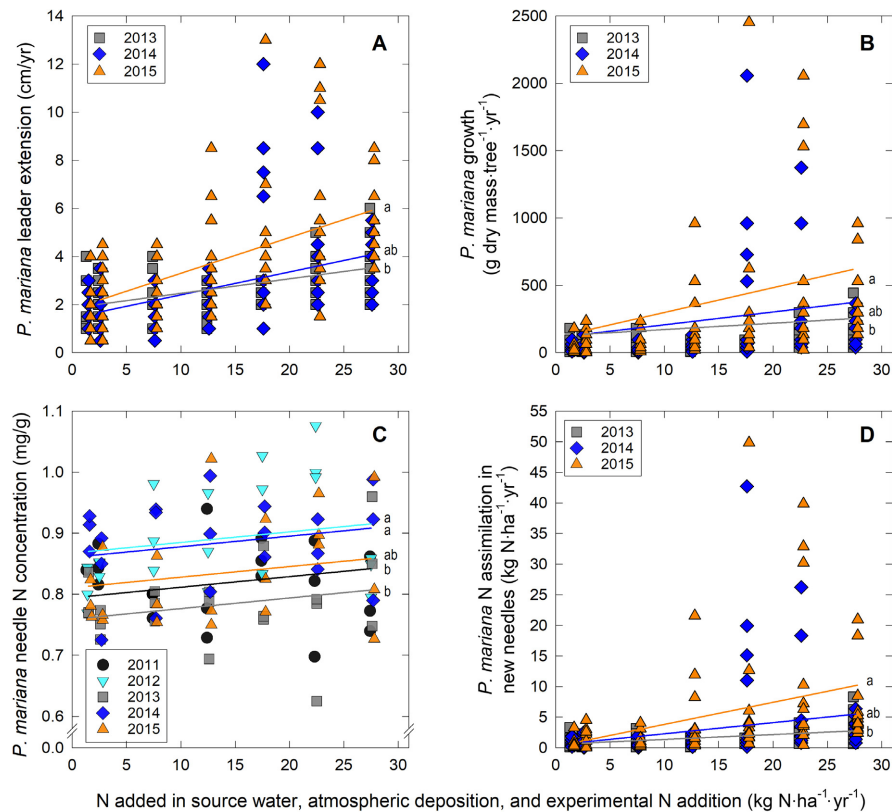 A
2013
2014
2015
P. mariana leader extension (cm/yr)
14
12
10
8
6
4
2
0
a
ab
b
0 5 10 15 20 25 30
B
2013
2014
2015
P. mariana growth
(g dry mass·tree⁻¹·yr⁻¹)
2500
2000
1500
1000
500
0
a
ab
b
0 5 10 15 20 25 30
C
P. mariana needle N concentration (mg/g)
1.1
1.0
0.9
0.8
0.7
0.6
0.0
a
a
ab
b
b
2011
2012
2013
2014
2015
0 5 10 15 20 25 30
D
2013
2014
2015
P. mariana N assimilation in
new needles (kg N·ha⁻¹·yr⁻¹)
55
50
45
40
35
30
25
20
15
10
5
0
a
ab
b
0 5 10 15 20 25 30
N added in source water, atmospheric deposition, and experimental N addition (kg N·ha⁻¹·yr⁻¹)